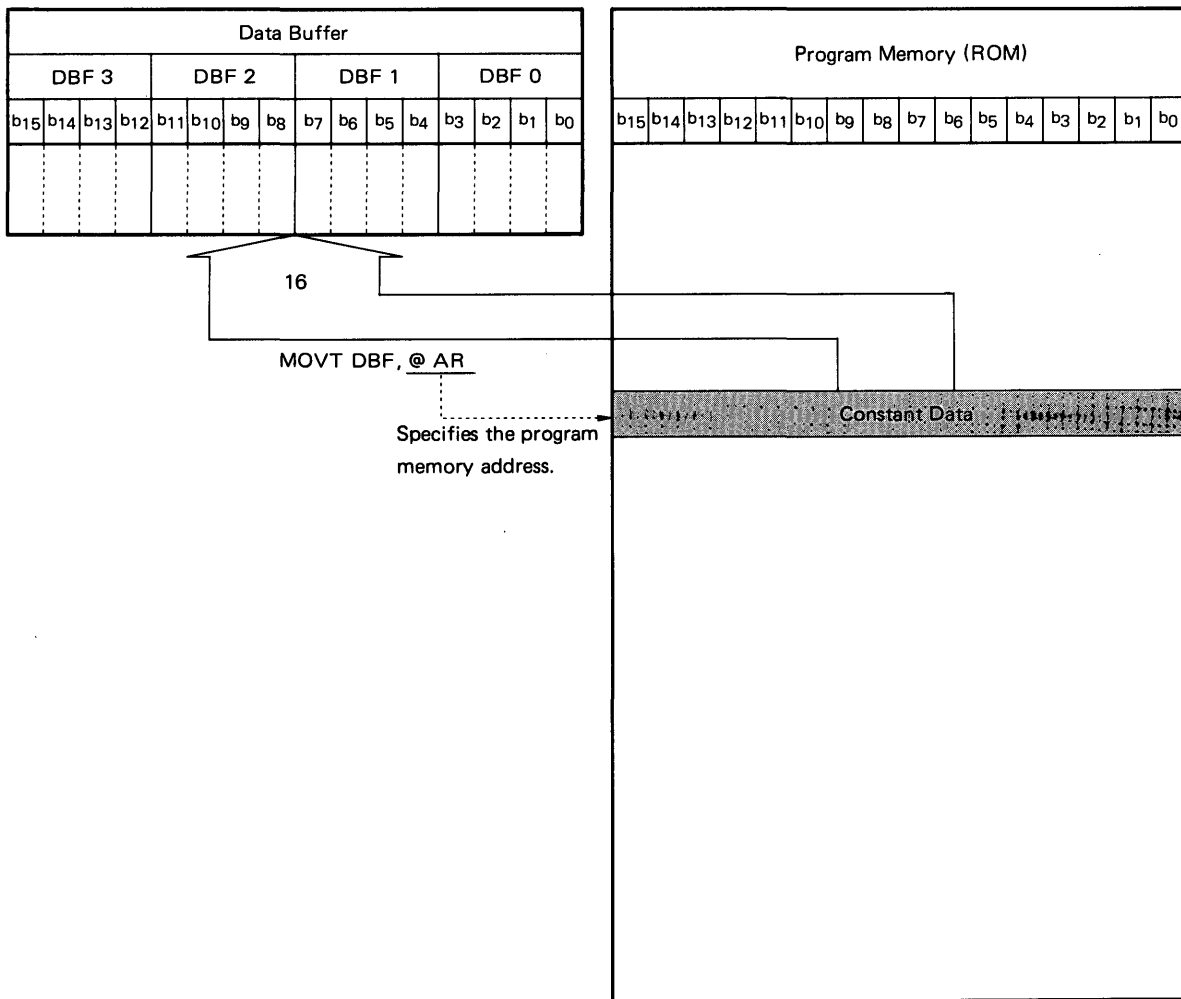 Data Buffer
DBF 3 DBF 2 DBF 1 DBF 0
b15 b14 b13 b12 b11 b10 b9 b8 b7 b6 b5 b4 b3 b2 b1 b0
Program Memory (ROM)
b15 b14 b13 b12 b11 b10 b9 b8 b7 b6 b5 b4 b3 b2 b1 b0
16
MOVT DBF, @ AR
Constant Data
Specifies the program
memory address.